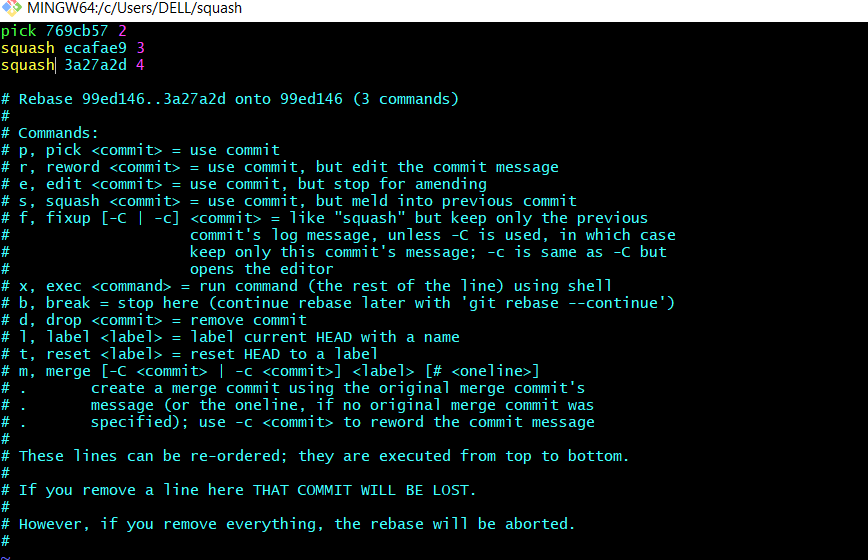 MINGW64:/c/Users/DELL/squash
pick 769cb57 2
squash ecafae9 3
squash 3a27a2d 4
# Rebase 99ed146..3a27a2d onto 99ed146 (3 commands)
#
# Commands:
# p, pick <commit> = use commit
# r, reword <commit> = use commit, but edit the commit message
# e, edit <commit> = use commit, but stop for amending
# s, squash <commit> = use commit, but meld into previous commit
# f, fixup [-C | -c] <commit> = like "squash" but keep only the previous
#                    commit's log message, unless -C is used, in which case
#                    keep only this commit's message; -c is same as -C but
#                    opens the editor
# x, exec <command> = run command (the rest of the line) using shell
# b, break = stop here (continue rebase later with 'git rebase --continue')
# d, drop <commit> = remove commit
# l, label <label> = label current HEAD with a name
# t, reset <label> = reset HEAD to a label
# m, merge [-C <commit> | -c <commit>] <label> [# <oneline>]
# .       create a merge commit using the original merge commit's
# .       message (or the oneline, if no original merge commit was
# .       specified); use -c <commit> to reword the commit message
#
# These lines can be re-ordered; they are executed from top to bottom.
#
# If you remove a line here THAT COMMIT WILL BE LOST.
#
# However, if you remove everything, the rebase will be aborted.
#
~